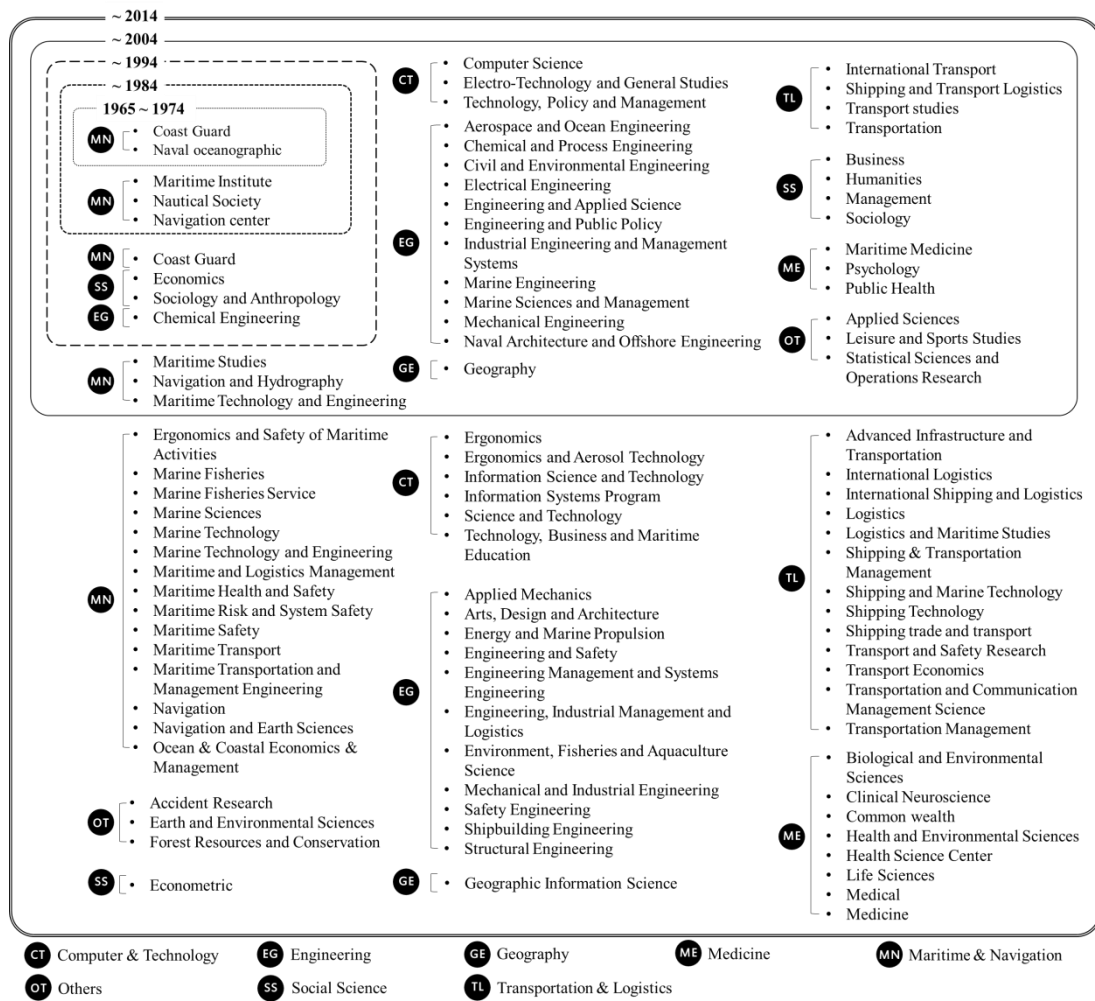 ~ 2014
~ 2004
~ 1994
~ 1984
1965 ~ 1974
MN
• Coast Guard
• Naval oceanographic
MN
• Maritime Institute
• Nautical Society
• Navigation center
MN
• Coast Guard
SS
• Economics
• Sociology and Anthropology
EG
• Chemical Engineering
MN
• Maritime Studies
• Navigation and Hydrography
• Maritime Technology and Engineering
CT
• Computer Science
• Electro-Technology and General Studies
• Technology, Policy and Management
EG
• Aerospace and Ocean Engineering
• Chemical and Process Engineering
• Civil and Environmental Engineering
• Electrical Engineering
• Engineering and Applied Science
• Engineering and Public Policy
• Industrial Engineering and Management
Systems
• Marine Engineering
• Marine Sciences and Management
• Mechanical Engineering
• Naval Architecture and Offshore Engineering
GE
• Geography
TL
• International Transport
• Shipping and Transport Logistics
• Transport studies
• Transportation
SS
• Business
• Humanities
• Management
• Sociology
ME
• Maritime Medicine
• Psychology
• Public Health
OT
• Applied Sciences
• Leisure and Sports Studies
• Statistical Sciences and
Operations Research
MN
• Ergonomics and Safety of Maritime
Activities
• Marine Fisheries
• Marine Fisheries Service
• Marine Sciences
• Marine Technology
• Marine Technology and Engineering
• Maritime and Logistics Management
• Maritime Health and Safety
• Maritime Risk and System Safety
• Maritime Safety
• Maritime Transport
• Maritime Transportation and
Management Engineering
• Navigation
• Navigation and Earth Sciences
• Ocean & Coastal Economics &
Management
OT
• Accident Research
• Earth and Environmental Sciences
• Forest Resources and Conservation
SS
• Econometric
CT
• Ergonomics
• Ergonomics and Aerosol Technology
• Information Science and Technology
• Information Systems Program
• Science and Technology
• Technology, Business and Maritime
Education
EG
• Applied Mechanics
• Arts, Design and Architecture
• Energy and Marine Propulsion
• Engineering and Safety
• Engineering Management and Systems
Engineering
• Engineering, Industrial Management and
Logistics
• Environment, Fisheries and Aquaculture
Science
• Mechanical and Industrial Engineering
• Safety Engineering
• Shipbuilding Engineering
• Structural Engineering
GE
• Geographic Information Science
TL
• Advanced Infrastructure and
Transportation
• International Logistics
• International Shipping and Logistics
• Logistics
• Logistics and Maritime Studies
• Shipping & Transportation
Management
• Shipping and Marine Technology
• Shipping Technology
• Shipping trade and transport
• Transport and Safety Research
• Transport Economics
• Transportation and Communication
Management Science
• Transportation Management
ME
• Biological and Environmental
Sciences
• Clinical Neuroscience
• Common wealth
• Health and Environmental Sciences
• Health Science Center
• Life Sciences
• Medical
• Medicine
CT Computer & Technology
EG Engineering
GE Geography
ME Medicine
MN Maritime & Navigation
OT Others
SS Social Science
TL Transportation & Logistics